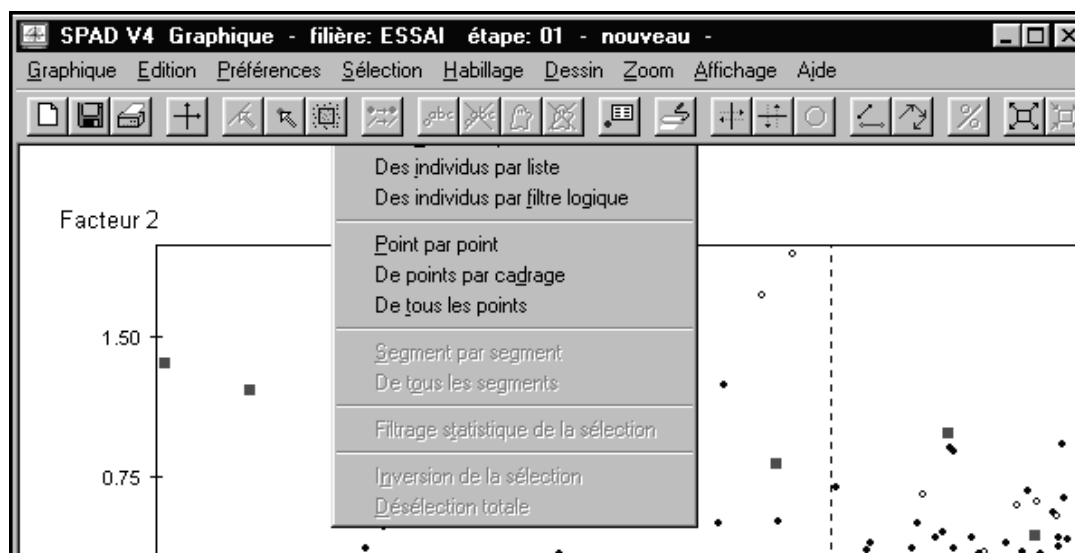 SPAD V4 Graphique - filière: ESSAI étape: 01 - nouveau -
Graphique Edition Préférences Sélection Habillage Dessin Zoom Affichage Ajde
abc abc %
Des individus par liste
Des individus par filtre logique
Facteur 2
Point par point
De points par cadrage
De tous les points
1.50
Segment par segment
De tous les segments
Filtrage statistique de la sélection
0.75
Inversion de la sélection
Désélection totale